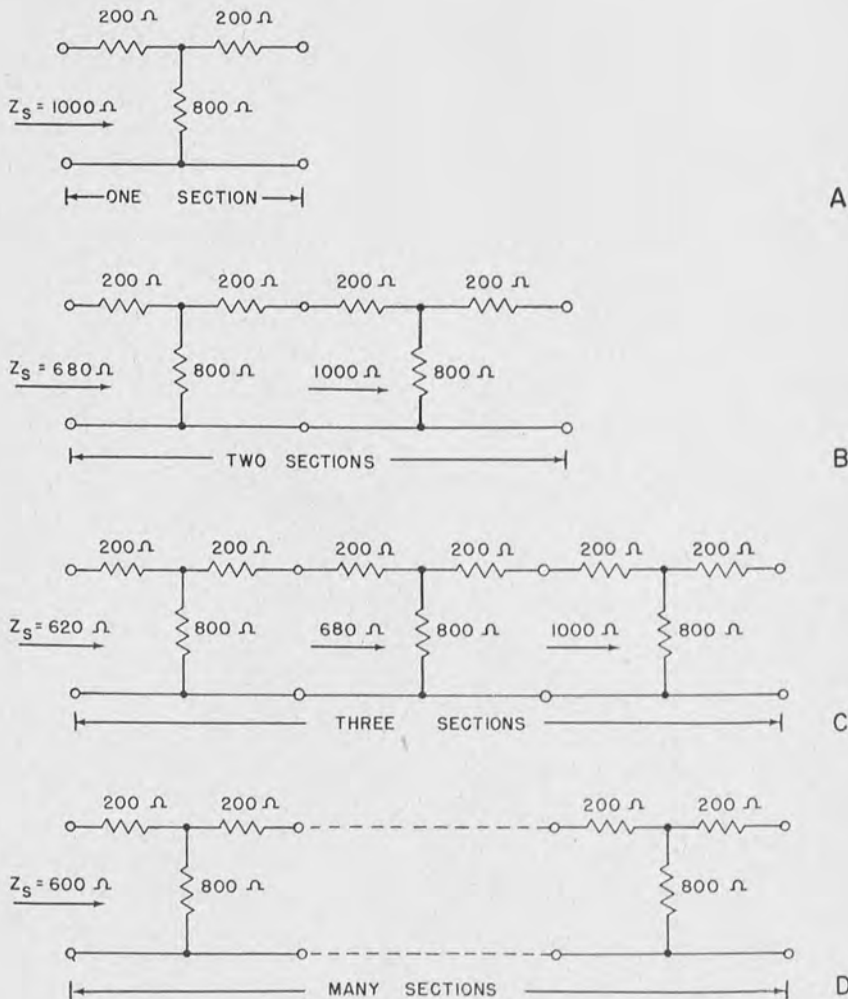 200 Ω 200 Ω
Z_S = 1000 Ω 800 Ω
ONE SECTION
A
200 Ω 200 Ω 200 Ω 200 Ω
Z_S = 680 Ω 800 Ω 1000 Ω 800 Ω
TWO SECTIONS
B
200 Ω 200 Ω 200 Ω 200 Ω 200 Ω 200 Ω
Z_S = 620 Ω 800 Ω 680 Ω 800 Ω 1000 Ω 800 Ω
THREE SECTIONS
C
200 Ω 200 Ω 200 Ω 200 Ω
Z_S = 600 Ω 800 Ω 800 Ω
MANY SECTIONS
D